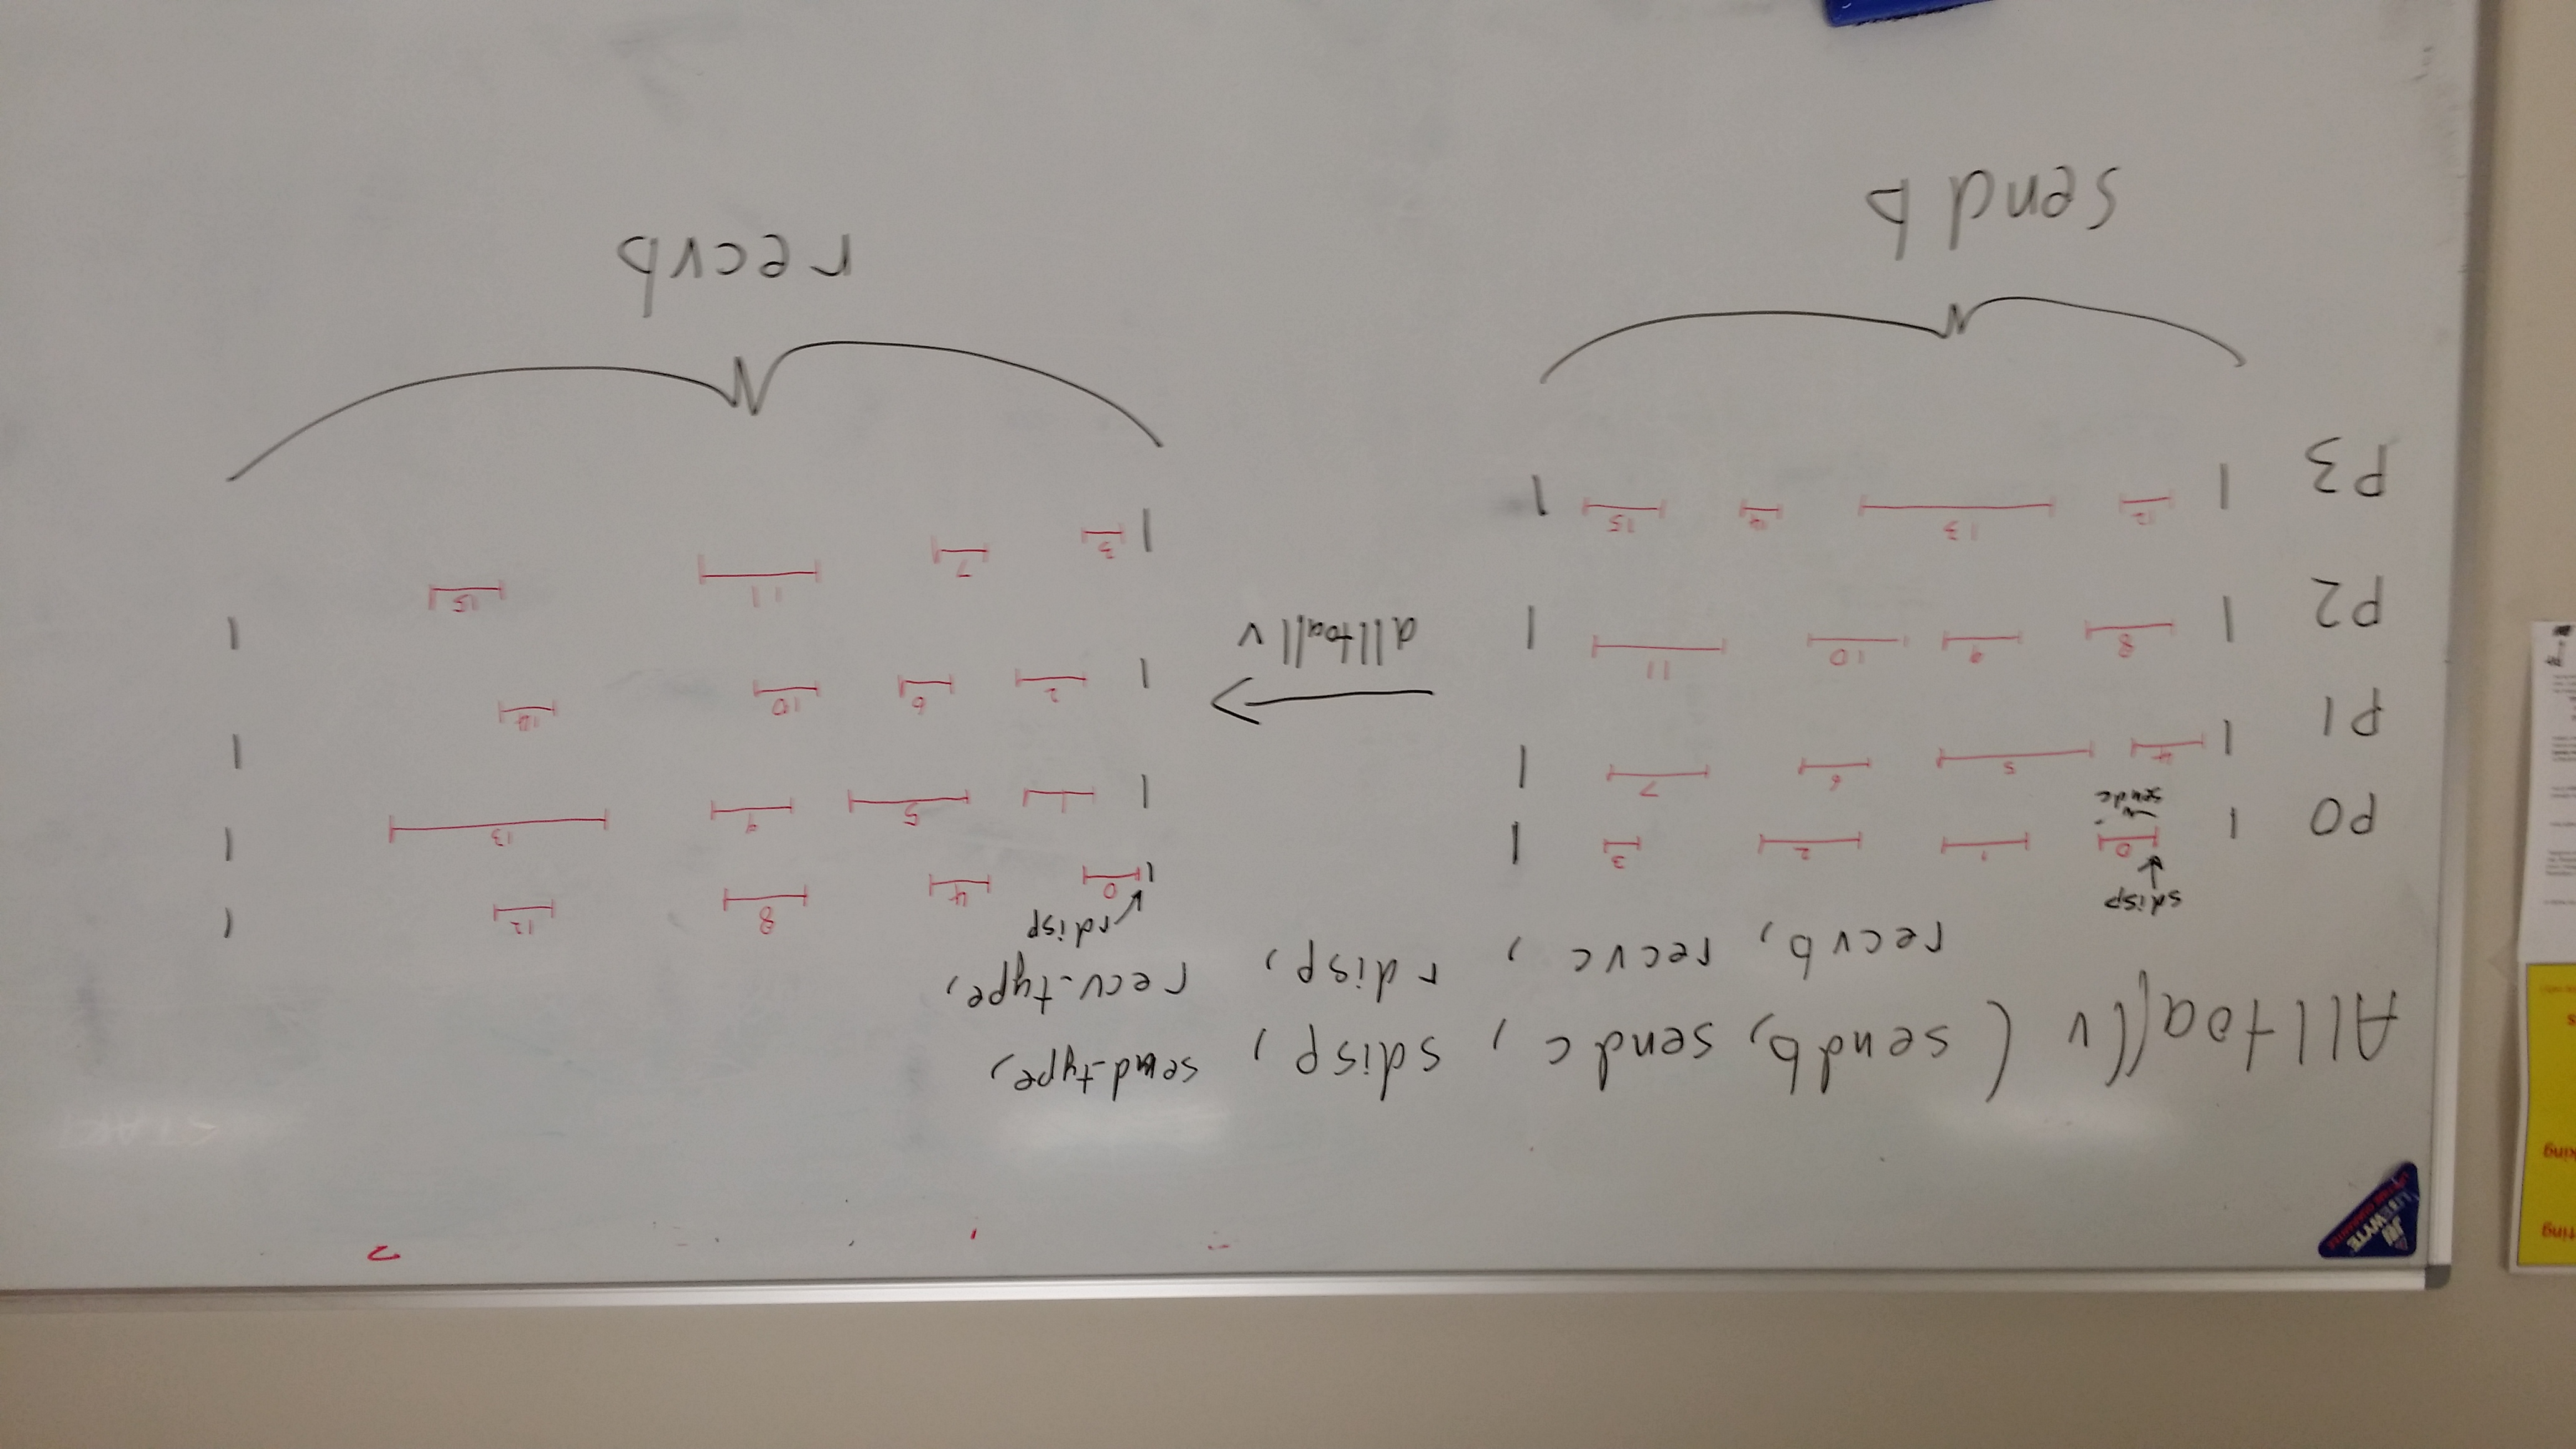 ting
king
s
LITEWYTE
Alltoallv ( sendb, sendc, sdisp, send_type,
recvb, recvc, rdisp, recv_type,
sdisp
rdisp
P0 0 1 2 3
sendc
0 4 8 12
P1 4 5 6 7
1 5 9 13
alltoallv
P2 8 9 10 11
2 6 10 14
P3 12 13 14 15
3 7 11 15
sendb
recvb